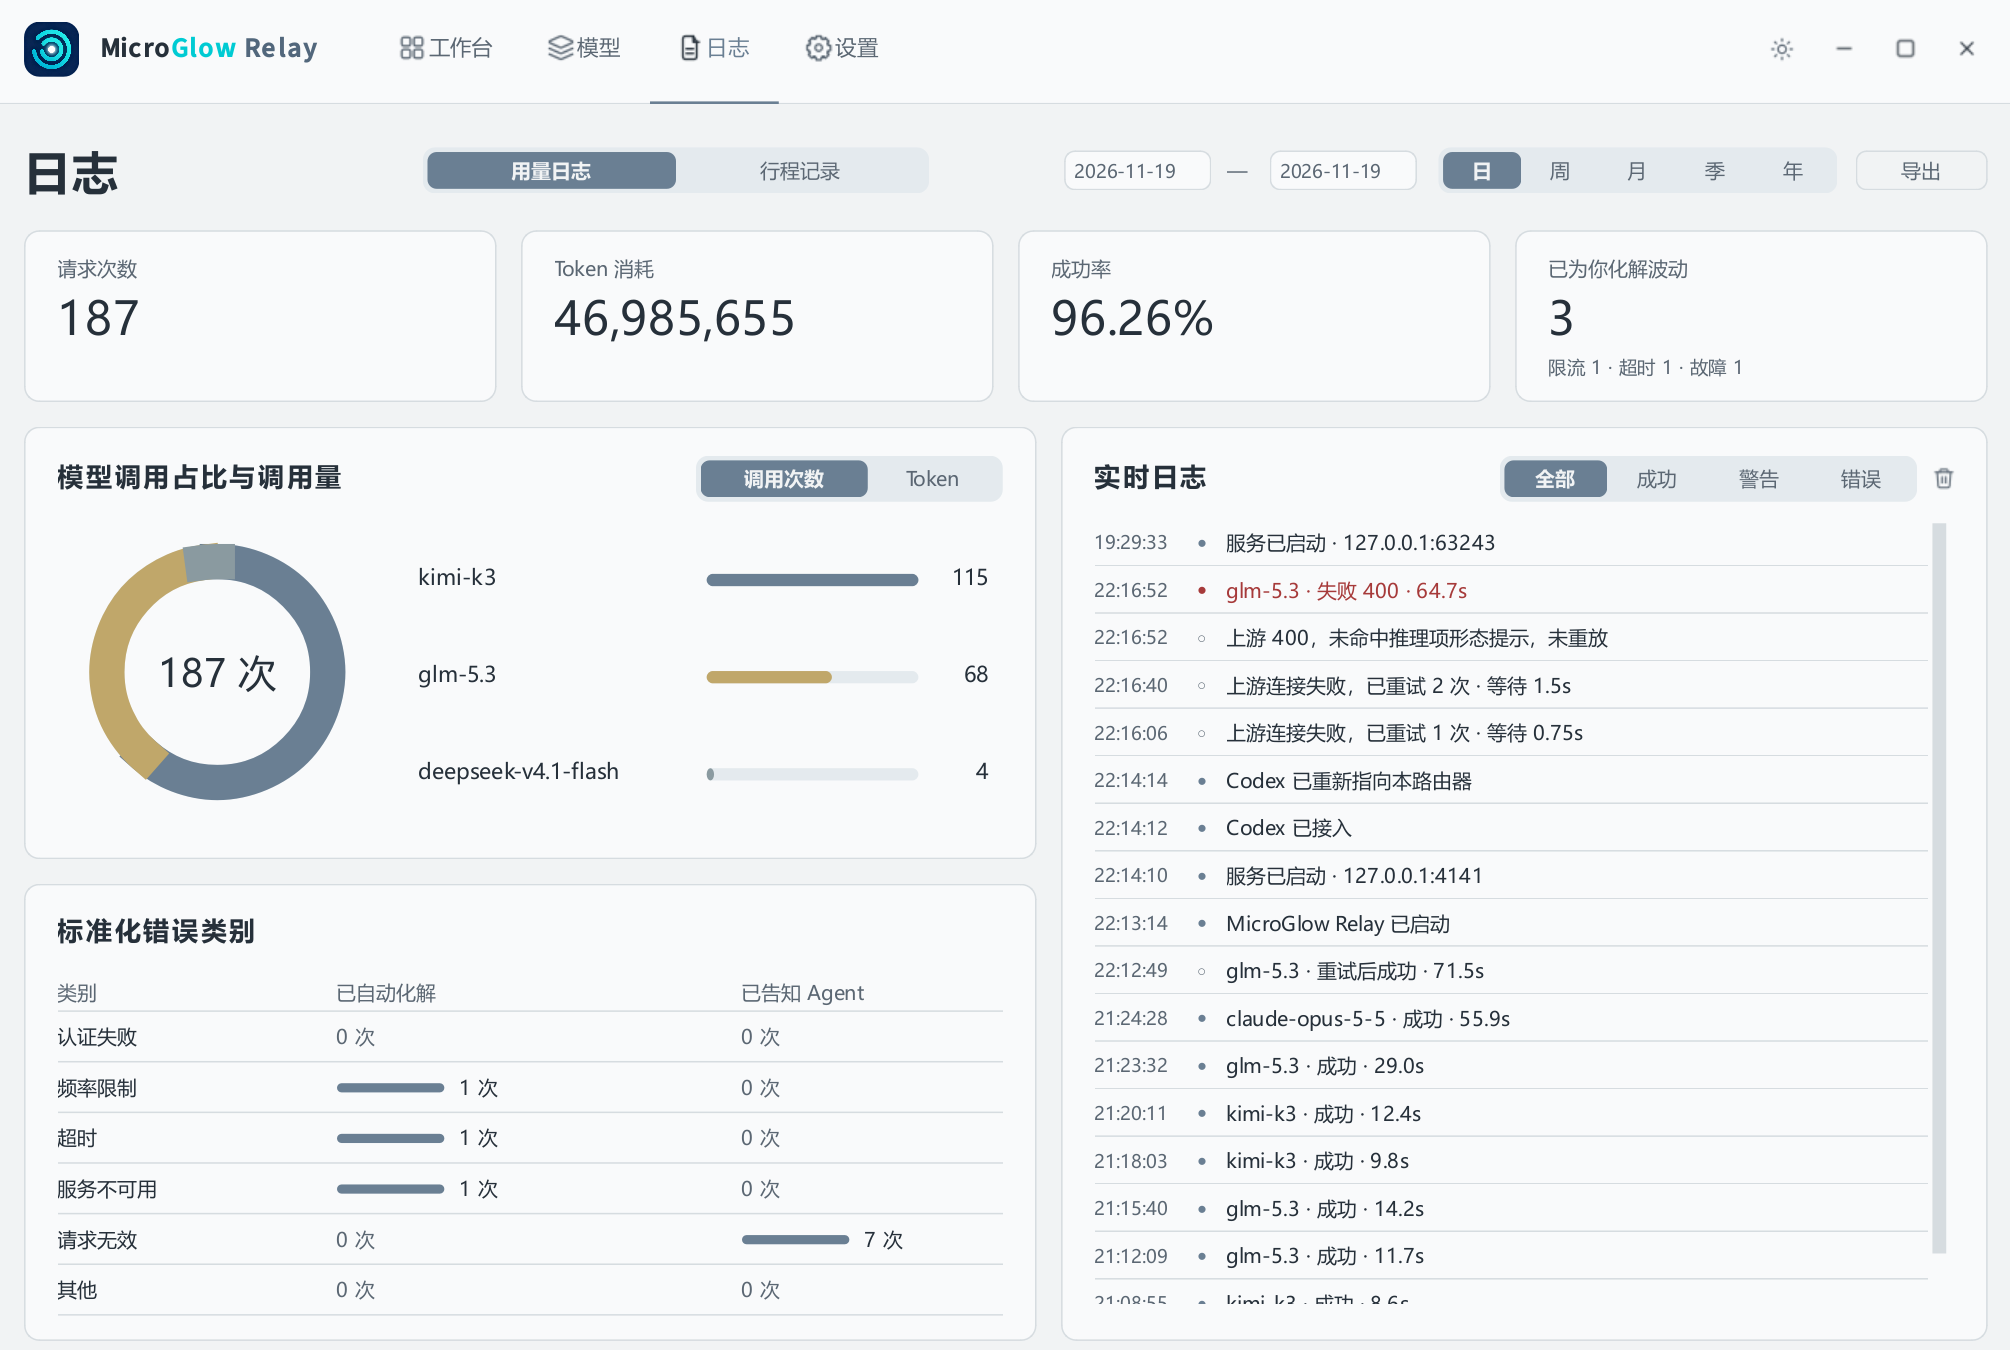 MicroGlow Relay
工作台
模型
日志
设置
日志
用量日志
行程记录
2026-11-19 — 2026-11-19
日
周
月
季
年
导出
请求次数
187
Token 消耗
46,985,655
成功率
96.26%
已为你化解波动
3
限流 1 · 超时 1 · 故障 1
模型调用占比与调用量
调用次数
Token
187 次
kimi-k3 115
glm-5.3 68
deepseek-v4.1-flash 4
标准化错误类别
类别 已自动化解 已告知 Agent
认证失败 0 次 0 次
频率限制 1 次 0 次
超时 1 次 0 次
服务不可用 1 次 0 次
请求无效 0 次 7 次
其他 0 次 0 次
实时日志
全部
成功
警告
错误
19:29:33 服务已启动 · 127.0.0.1:63243
22:16:52 glm-5.3 · 失败 400 · 64.7s
22:16:52 上游 400，未命中推理项形态提示，未重放
22:16:40 上游连接失败，已重试 2 次 · 等待 1.5s
22:16:06 上游连接失败，已重试 1 次 · 等待 0.75s
22:14:14 Codex 已重新指向本路由器
22:14:12 Codex 已接入
22:14:10 服务已启动 · 127.0.0.1:4141
22:13:14 MicroGlow Relay 已启动
22:12:49 glm-5.3 · 重试后成功 · 71.5s
21:24:28 claude-opus-5-5 · 成功 · 55.9s
21:23:32 glm-5.3 · 成功 · 29.0s
21:20:11 kimi-k3 · 成功 · 12.4s
21:18:03 kimi-k3 · 成功 · 9.8s
21:15:40 glm-5.3 · 成功 · 14.2s
21:12:09 glm-5.3 · 成功 · 11.7s
21:08:55 kimi-k3 · 成功 · 8.6s